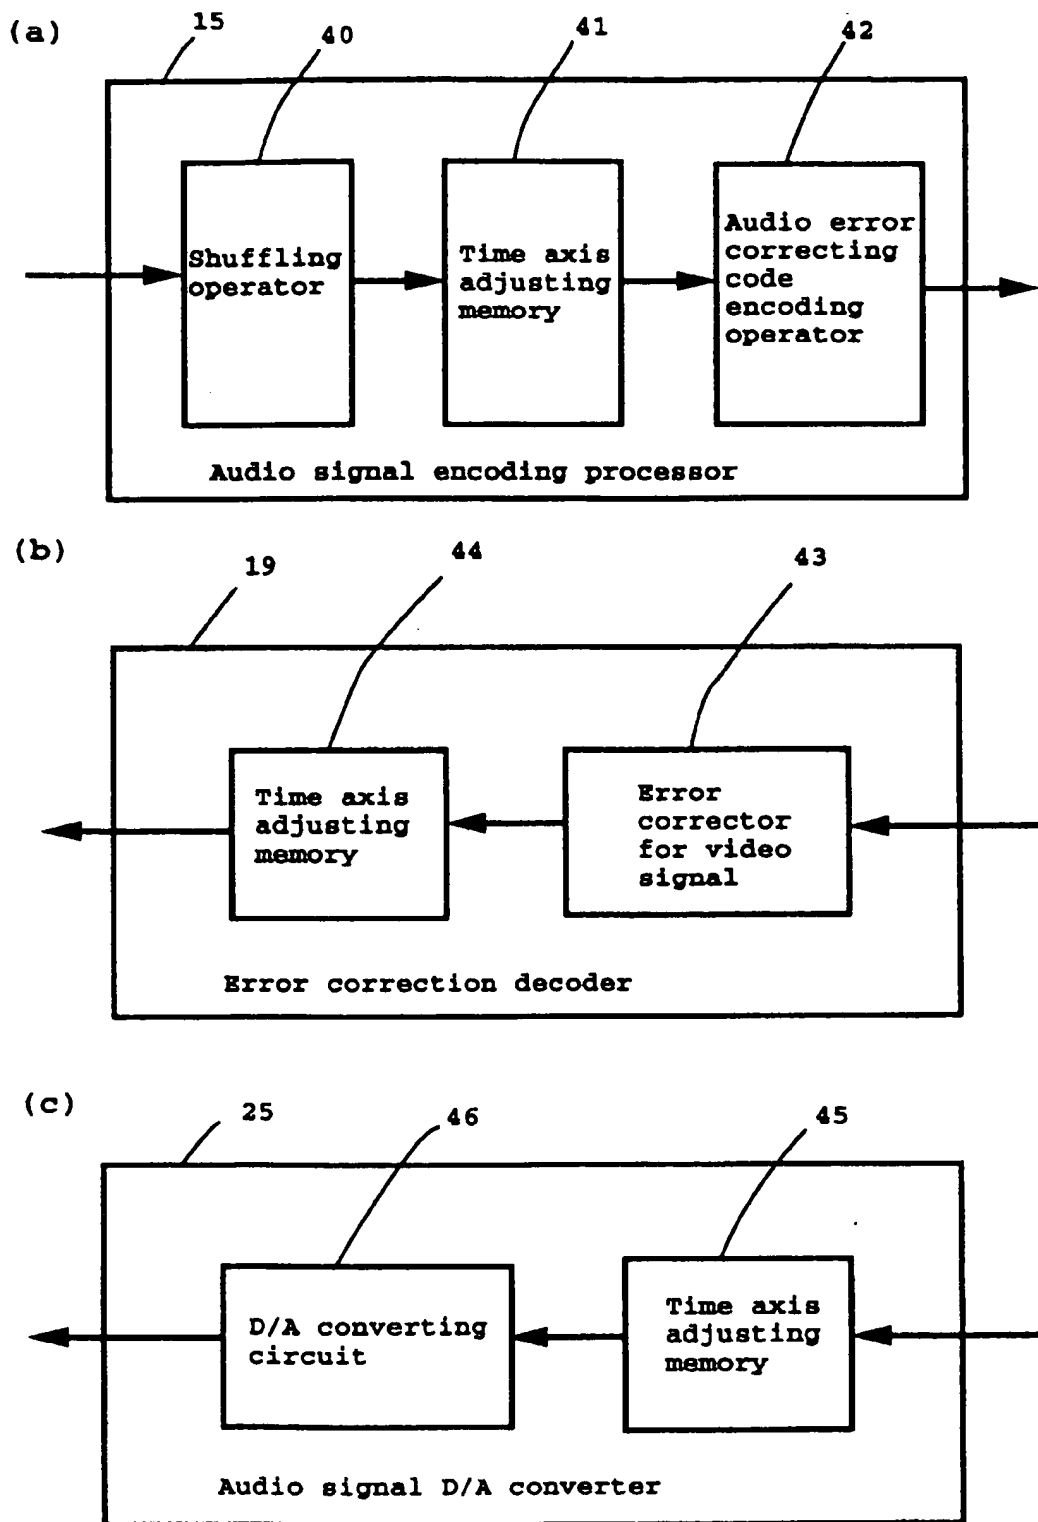 (a)
15
40
41
42
Shuffling
operator
Time axis
adjusting
memory
Audio error
correcting
code
encoding
operator
Audio signal encoding processor
(b)
19
44
43
Time axis
adjusting
memory
Error
corrector
for video
signal
Error correction decoder
(c)
25
46
45
D/A converting
circuit
Time axis
adjusting
memory
Audio signal D/A converter